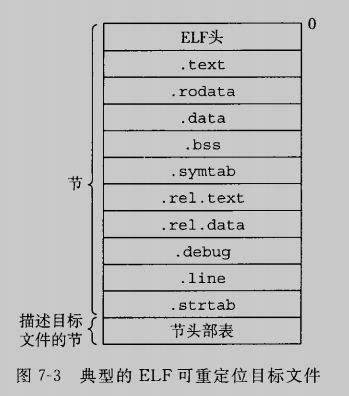 0
ELF头
.text
.rodata
.data
.bss
.symtab
节
.rel.text
.rel.data
.debug
.line
.strtab
描述目标
文件的节
节头部表
图 7-3 典型的 ELF 可重定位目标文件